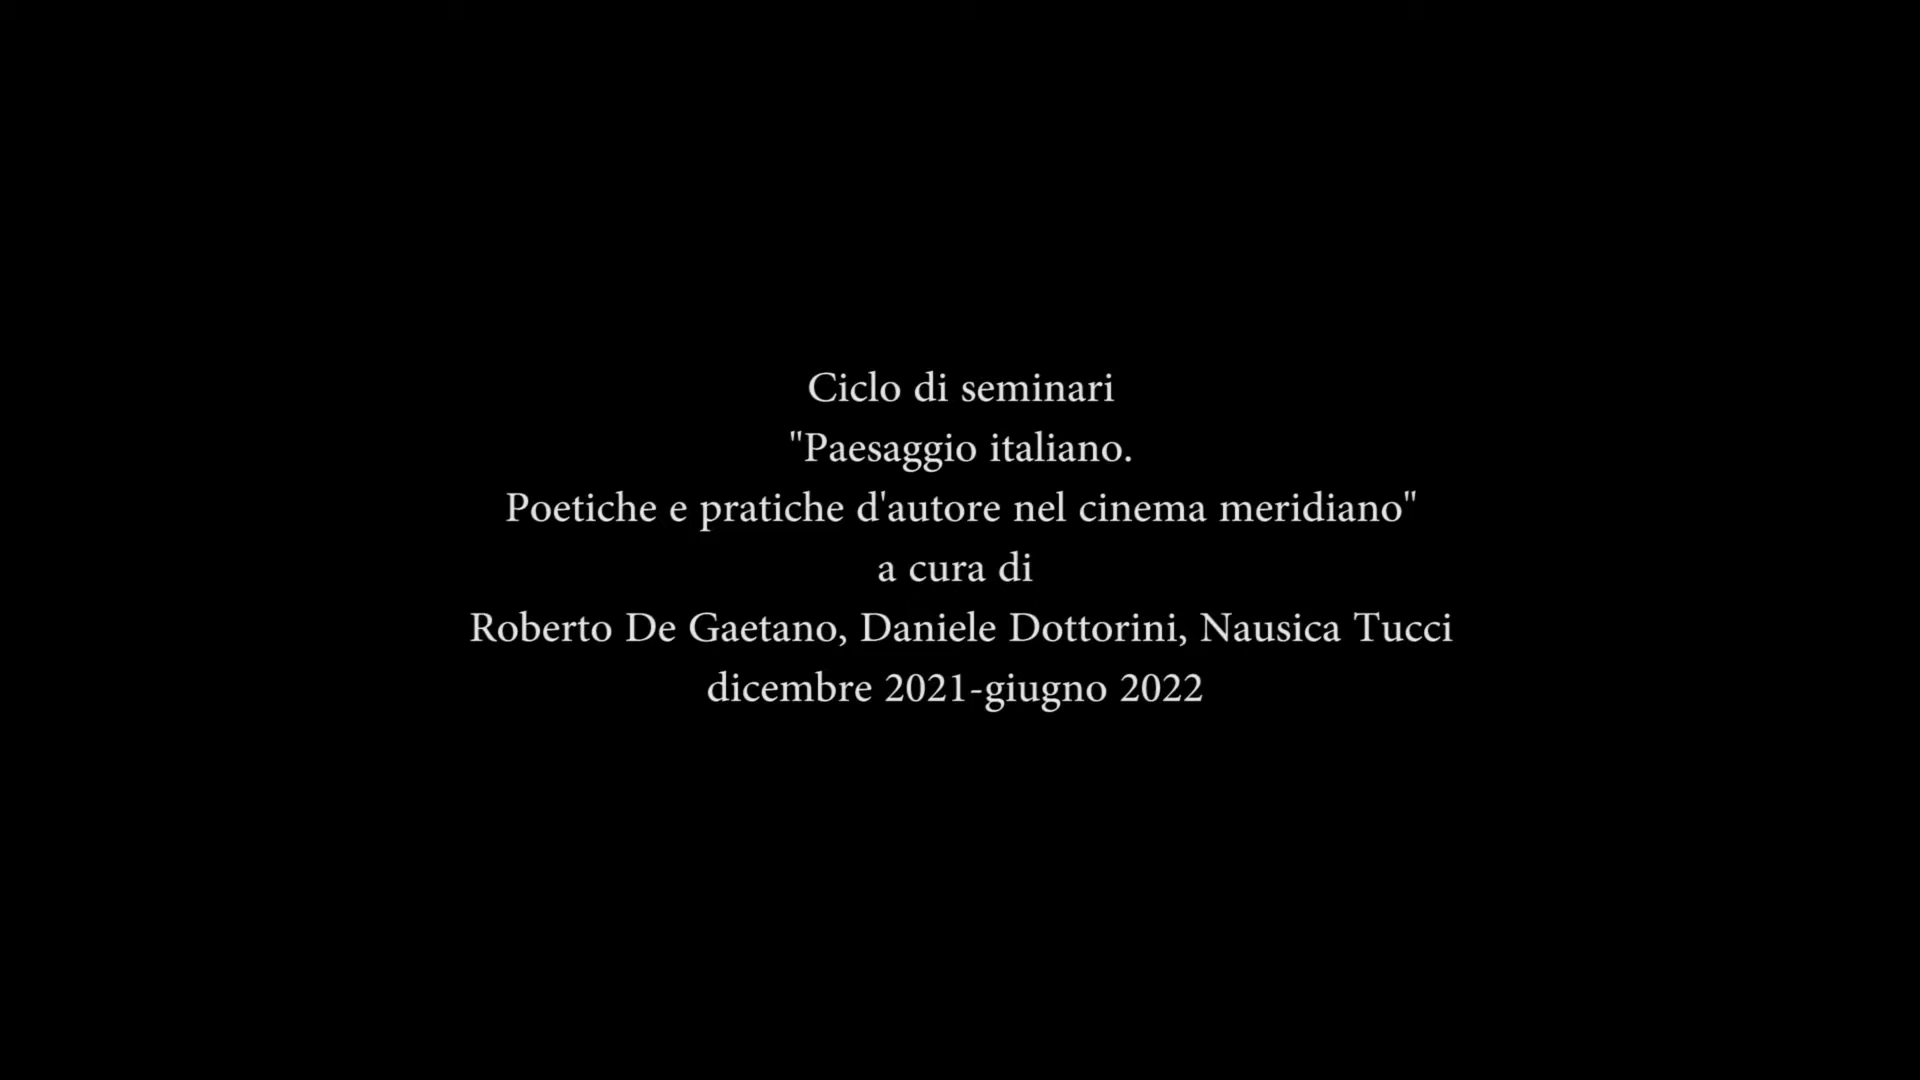 Ciclo di seminari
"Paesaggio italiano.
Poetiche e pratiche d'autore nel cinema meridiano"
a cura di
Roberto De Gaetano, Daniele Dottorini, Nausica Tucci
dicembre 2021-giugno 2022